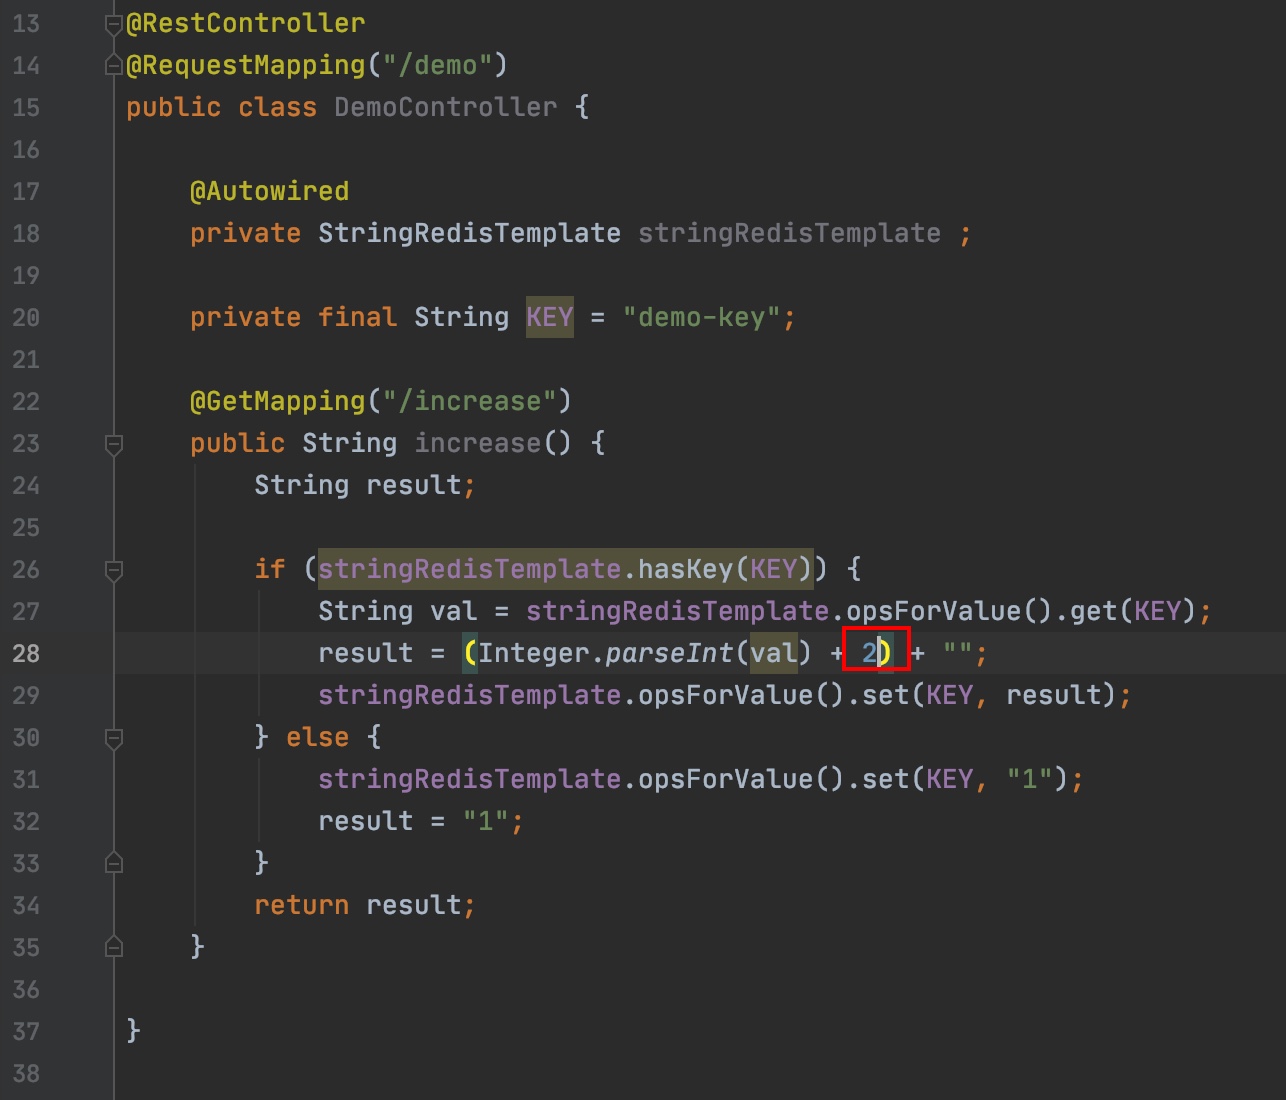 13 @RestController
14 @RequestMapping("/demo")
15 public class DemoController {
16
17 @Autowired
18 private StringRedisTemplate stringRedisTemplate ;
19
20 private final String KEY = "demo-key";
21
22 @GetMapping("/increase")
23 public String increase() {
24 String result;
25
26 if (stringRedisTemplate.hasKey(KEY)) {
27 String val = stringRedisTemplate.opsForValue().get(KEY);
28 result = (Integer.parseInt(val) + 2) + "";
29 stringRedisTemplate.opsForValue().set(KEY, result);
30 } else {
31 stringRedisTemplate.opsForValue().set(KEY, "1");
32 result = "1";
33 }
34 return result;
35 }
36
37 }
38